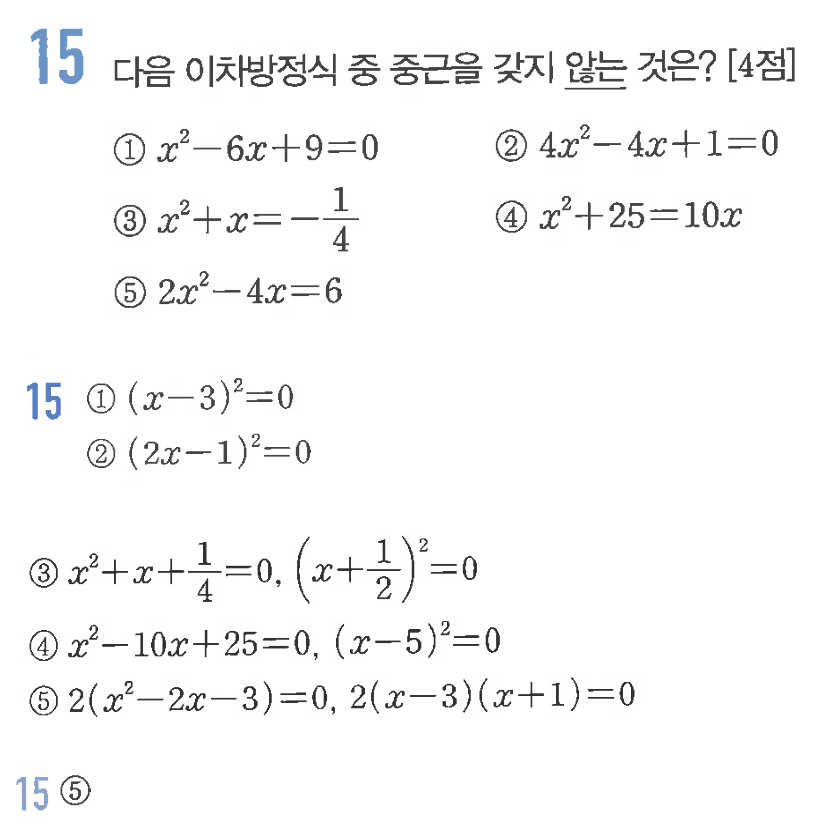 15 다음 이차방정식 중 중근을 갖지 않는 것은? [4점]
① x²-6x+9=0 ② 4x²-4x+1=0
③ x²+x=-1/4 ④ x²+25=10x
⑤ 2x²-4x=6
15 ① (x-3)²=0
② (2x-1)²=0
③ x²+x+1/4=0, (x+1/2)²=0
④ x²-10x+25=0, (x-5)²=0
⑤ 2(x²-2x-3)=0, 2(x-3)(x+1)=0
15 ⑤